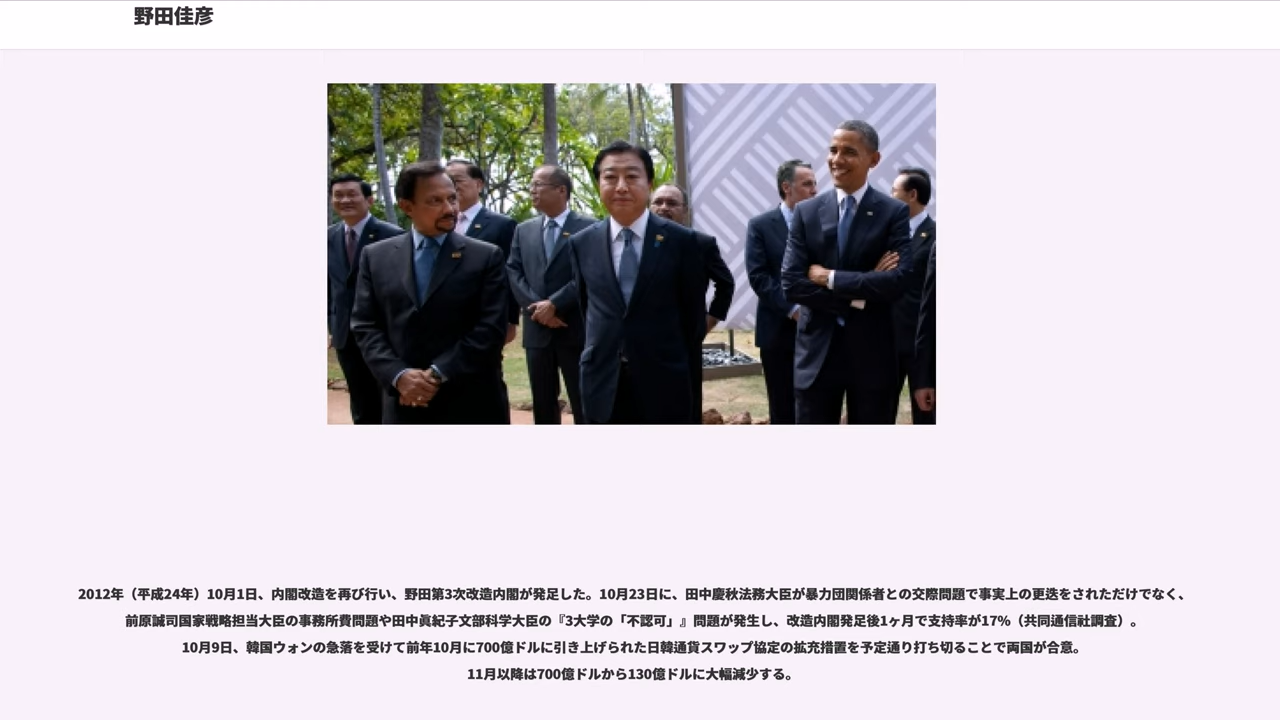 野田佳彦
2012年（平成24年）10月1日、内閣改造を再び行い、野田第3次改造内閣が発足した。10月23日に、田中慶秋法務大臣が暴力団関係者との交際問題で事実上の更迭をされただけでなく、
前原誠司国家戦略担当大臣の事務所費問題や田中眞紀子文部科学大臣の『3大学の「不認可」』問題が発生し、改造内閣発足後1ヶ月で支持率が17%（共同通信社調査）。
10月9日、韓国ウォンの急落を受けて前年10月に700億ドルに引き上げられた日韓通貨スワップ協定の拡充措置を予定通り打ち切ることで両国が合意。
11月以降は700億ドルから130億ドルに大幅減少する。